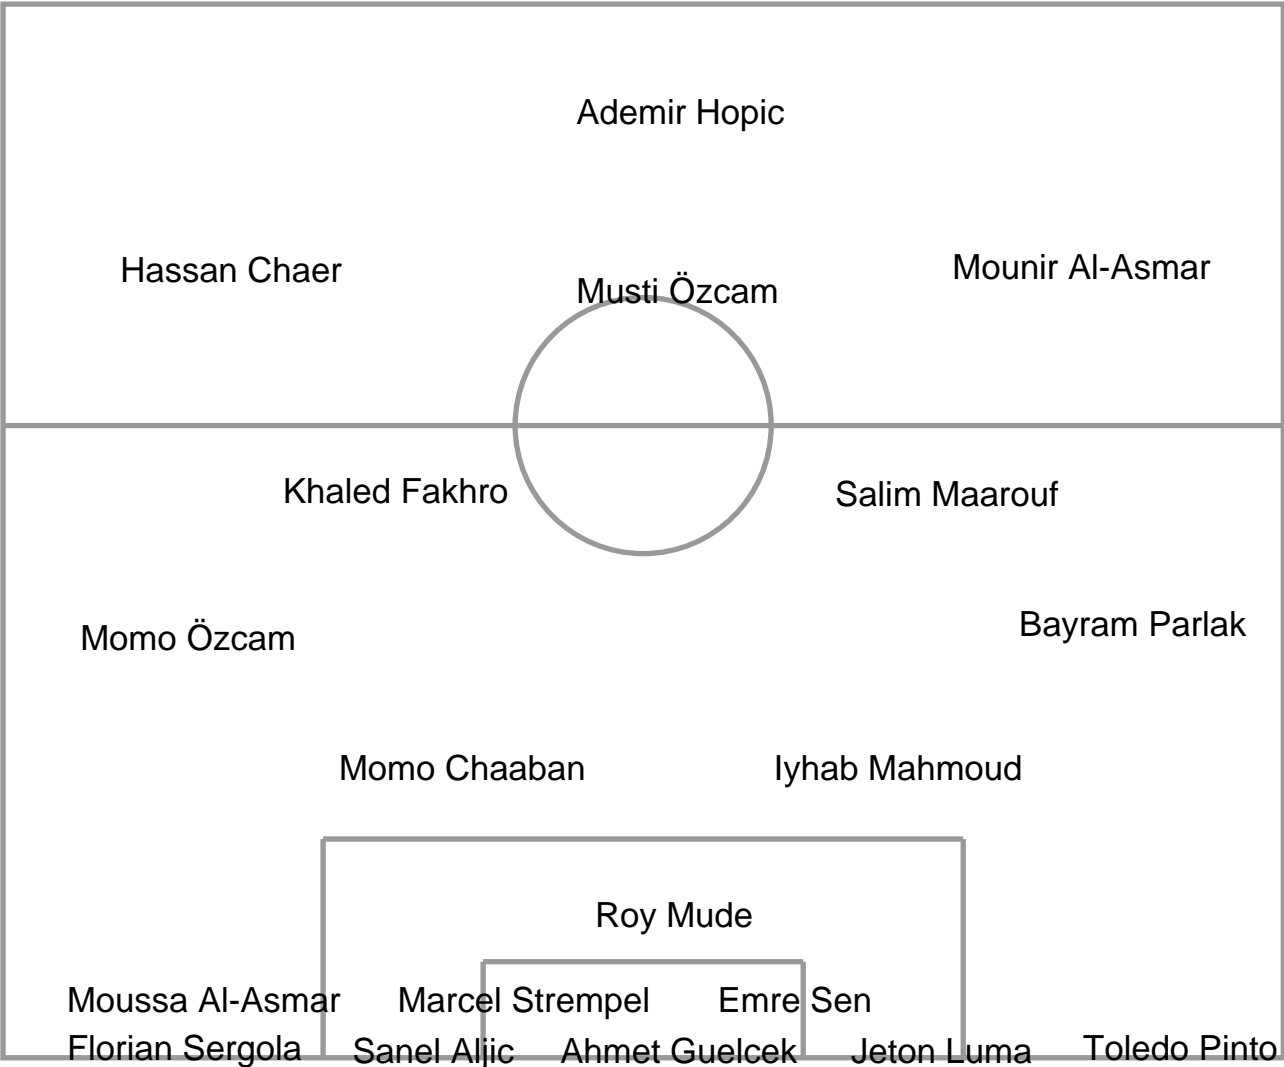 Ademir Hopic
Hassan Chaer
Musti Özcam
Mounir Al-Asmar
Khaled Fakhro
Salim Maarouf
Momo Özcam
Bayram Parlak
Momo Chaaban
Iyhab Mahmoud
Roy Mude
Moussa Al-Asmar
Marcel Strempel
Emre Sen
Florian Sergola
Sanel Aljic
Ahmet Guelcek
Jeton Luma
Toledo Pinto